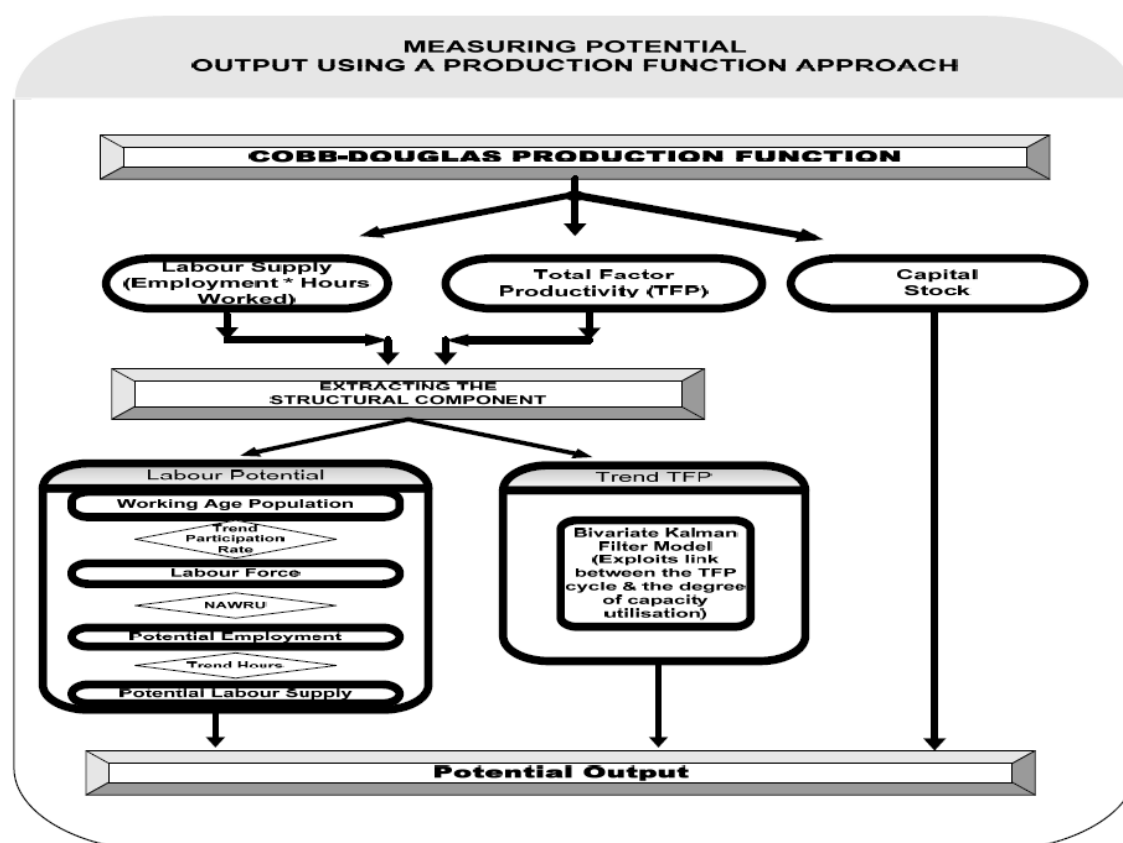 MEASURING POTENTIAL
OUTPUT USING A PRODUCTION FUNCTION APPROACH
COBB-DOUGLAS PRODUCTION FUNCTION
Labour Supply
(Employment * Hours
Worked)
Total Factor
Productivity (TFP)
Capital
Stock
EXTRACTING THE
STRUCTURAL COMPONENT
Labour Potential
Working Age Population
Trend
Participation
Rate
Labour Force
NAWRU
Potential Employment
Trend Hours
Potential Labour Supply
Trend TFP
Bivariate Kalman
Filter Model
(Exploits link
between the TFP
cycle & the degree
of capacity
utilisation)
Potential Output